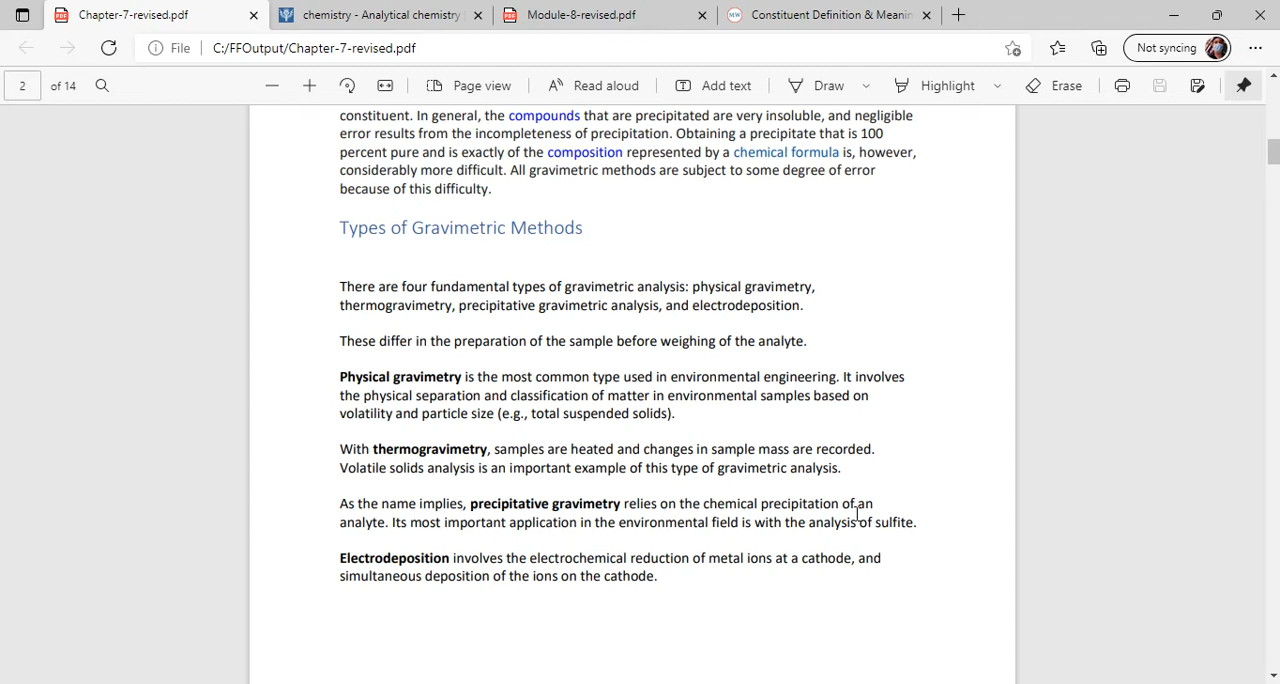 Chapter-7-revised.pdf
chemistry - Analytical chemistry
Module-8-revised.pdf
MW
Constituent Definition & Meanin
File
C:/FFOutput/Chapter-7-revised.pdf
Not syncing
2 of 14
Page view
Read aloud
Add text
Draw
Highlight
Erase
constituent. In general, the compounds that are precipitated are very insoluble, and negligible
error results from the incompleteness of precipitation. Obtaining a precipitate that is 100
percent pure and is exactly of the composition represented by a chemical formula is, however,
considerably more difficult. All gravimetric methods are subject to some degree of error
because of this difficulty.
Types of Gravimetric Methods
There are four fundamental types of gravimetric analysis: physical gravimetry,
thermogravimetry, precipitative gravimetric analysis, and electrodeposition.
These differ in the preparation of the sample before weighing of the analyte.
Physical gravimetry is the most common type used in environmental engineering. It involves
the physical separation and classification of matter in environmental samples based on
volatility and particle size (e.g., total suspended solids).
With thermogravimetry, samples are heated and changes in sample mass are recorded.
Volatile solids analysis is an important example of this type of gravimetric analysis.
As the name implies, precipitative gravimetry relies on the chemical precipitation of an
analyte. Its most important application in the environmental field is with the analysis of sulfite.
Electrodeposition involves the electrochemical reduction of metal ions at a cathode, and
simultaneous deposition of the ions on the cathode.